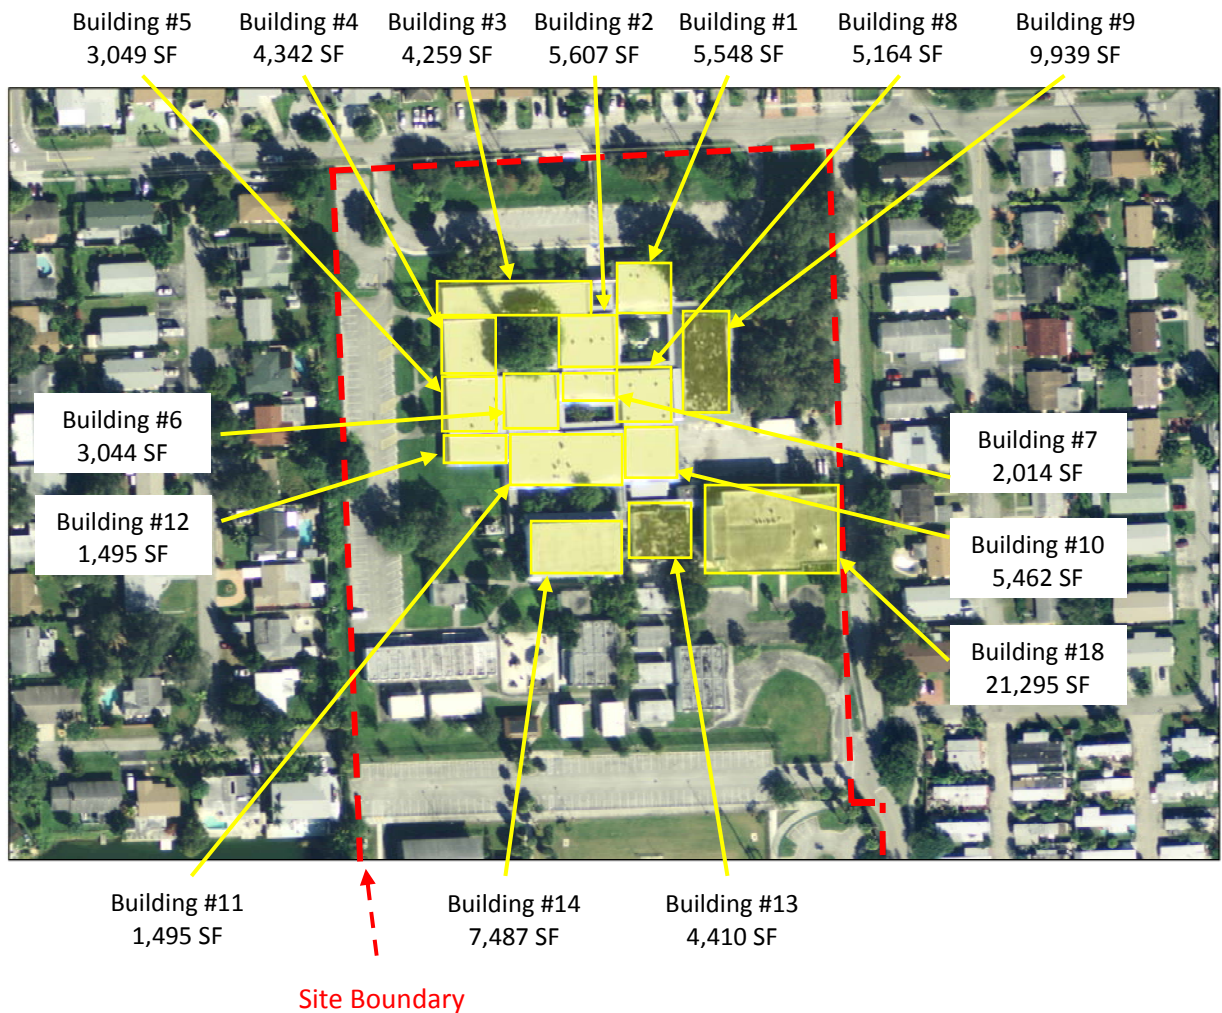 Building #5
3,049 SF
Building #4
4,342 SF
Building #3
4,259 SF
Building #2
5,607 SF
Building #1
5,548 SF
Building #8
5,164 SF
Building #9
9,939 SF
Building #6
3,044 SF
Building #7
2,014 SF
Building #12
1,495 SF
Building #10
5,462 SF
Building #18
21,295 SF
Building #11
1,495 SF
Building #14
7,487 SF
Building #13
4,410 SF
Site Boundary